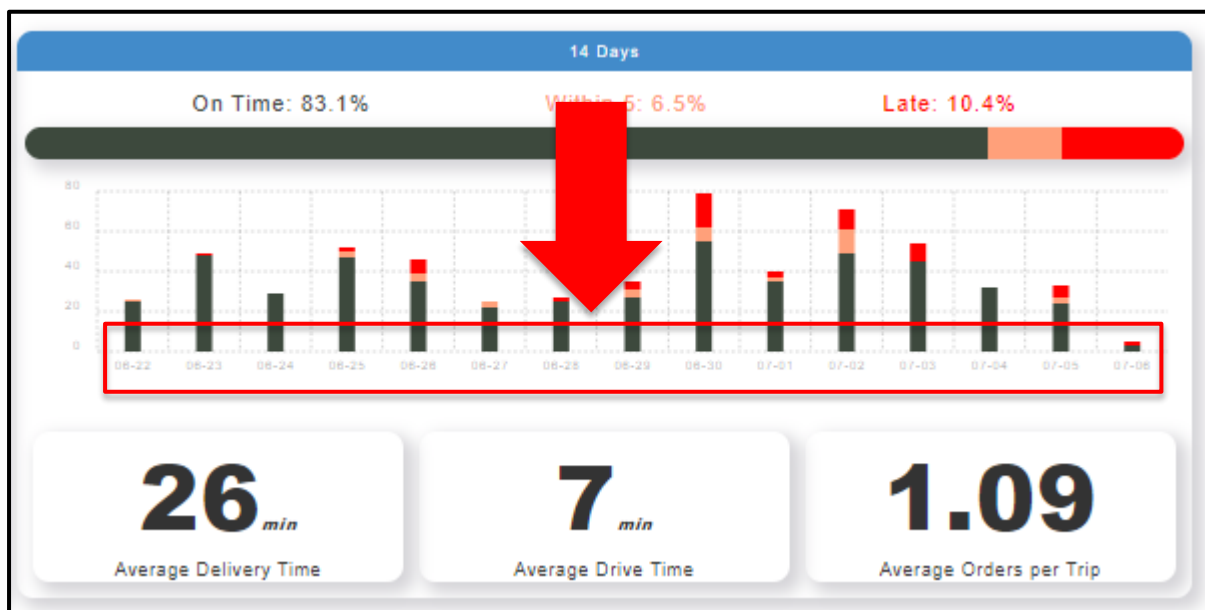 14 Days
On Time: 83.1% Within 5: 6.5% Late: 10.4%
80
60
40
20
0
06-22 06-23 06-24 06-25 06-26 06-27 06-28 06-29 06-30 07-01 07-02 07-03 07-04 07-05 07-06
26 min 7 min 1.09
Average Delivery Time Average Drive Time Average Orders per Trip